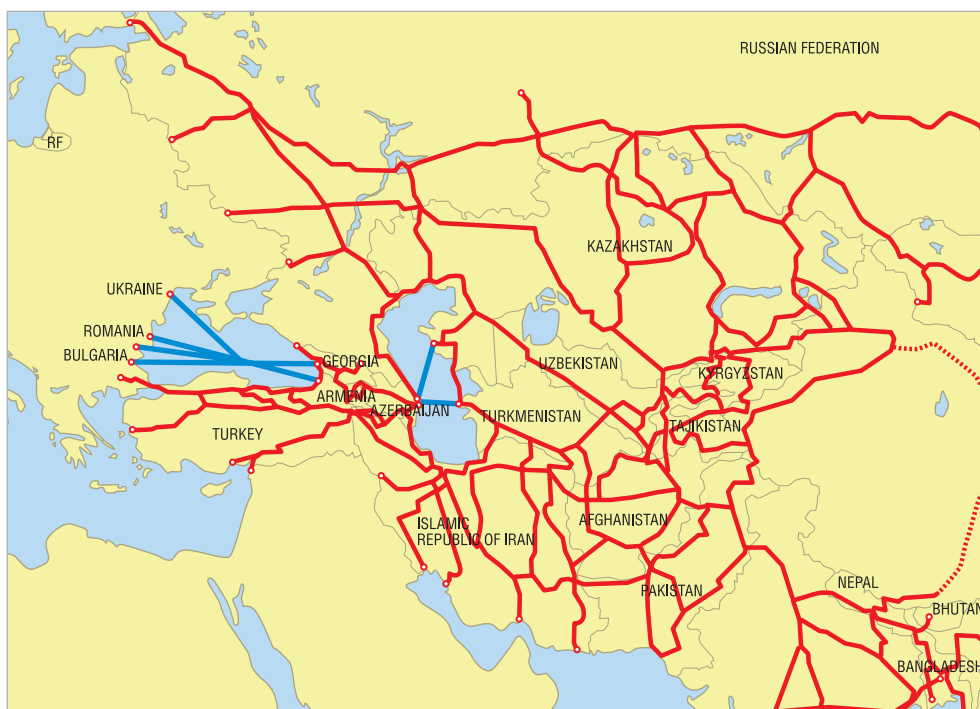 RUSSIAN FEDERATION
RF
KAZAKHSTAN
UKRAINE
ROMANIA
BULGARIA
GEORGIA
UZBEKISTAN
KYRGYZSTAN
ARMENIA
AZERBAIJAN
TURKMENISTAN
TAJIKISTAN
TURKEY
ISLAMIC
REPUBLIC OF IRAN
AFGHANISTAN
PAKISTAN
NEPAL
BHUTAN
BANGLADESH